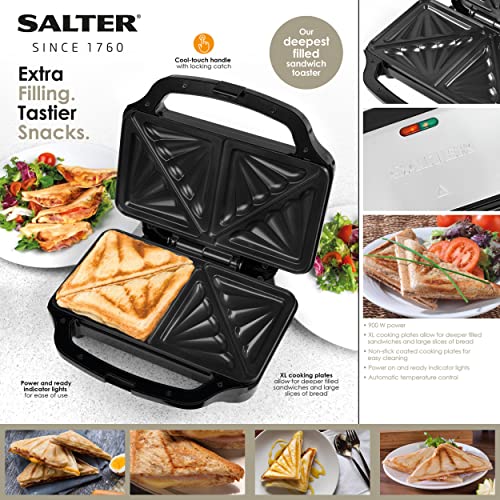 SALTER®
SINCE 1760
Extra
Filling.
Tastier
Snacks.
Cool-touch handle
with locking catch
Our
deepest
filled
sandwich
toaster
SALTER
Power and ready
indicator lights
for ease of use
XL cooking plates
allow for deeper filled
sandwiches and large
slices of bread
• 900 W power
• XL cooking plates allow for deeper filled
sandwiches and large slices of bread
• Non-stick coated cooking plates for
easy cleaning
• Power on and ready indicator lights
• Automatic temperature control